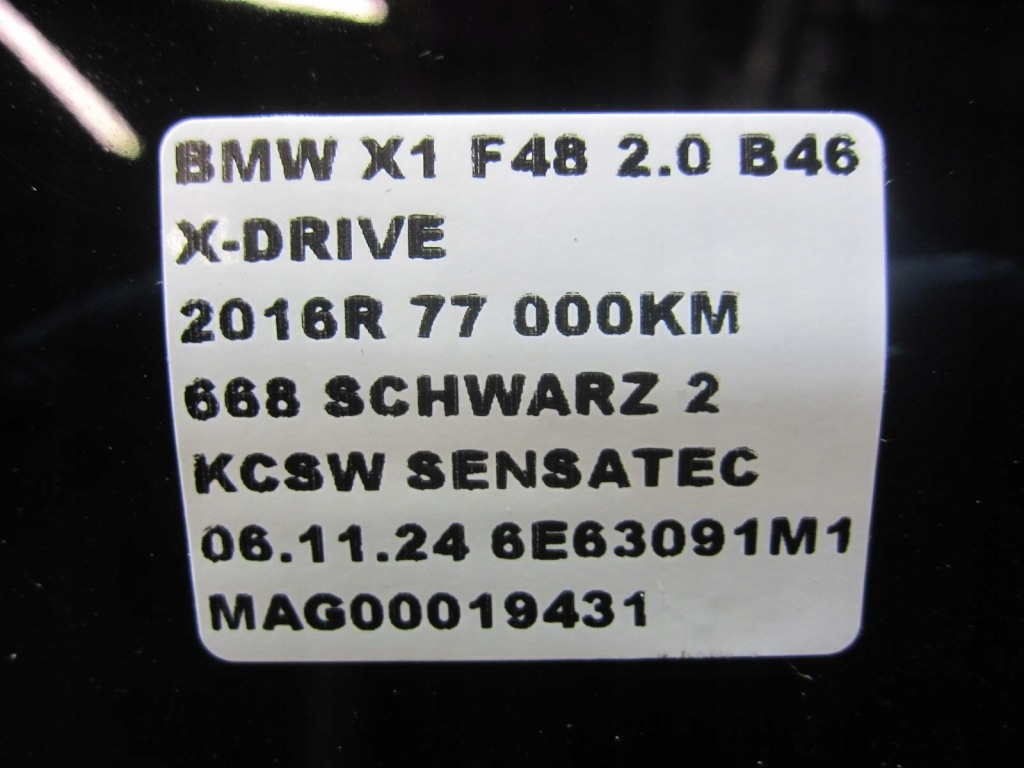 BMW X1 F48 2.0 B46
X-DRIVE
2016R 77 000KM
668 SCHWARZ 2
KCSW SENSATEC
06.11.24 6E63091M1
MAG00019431